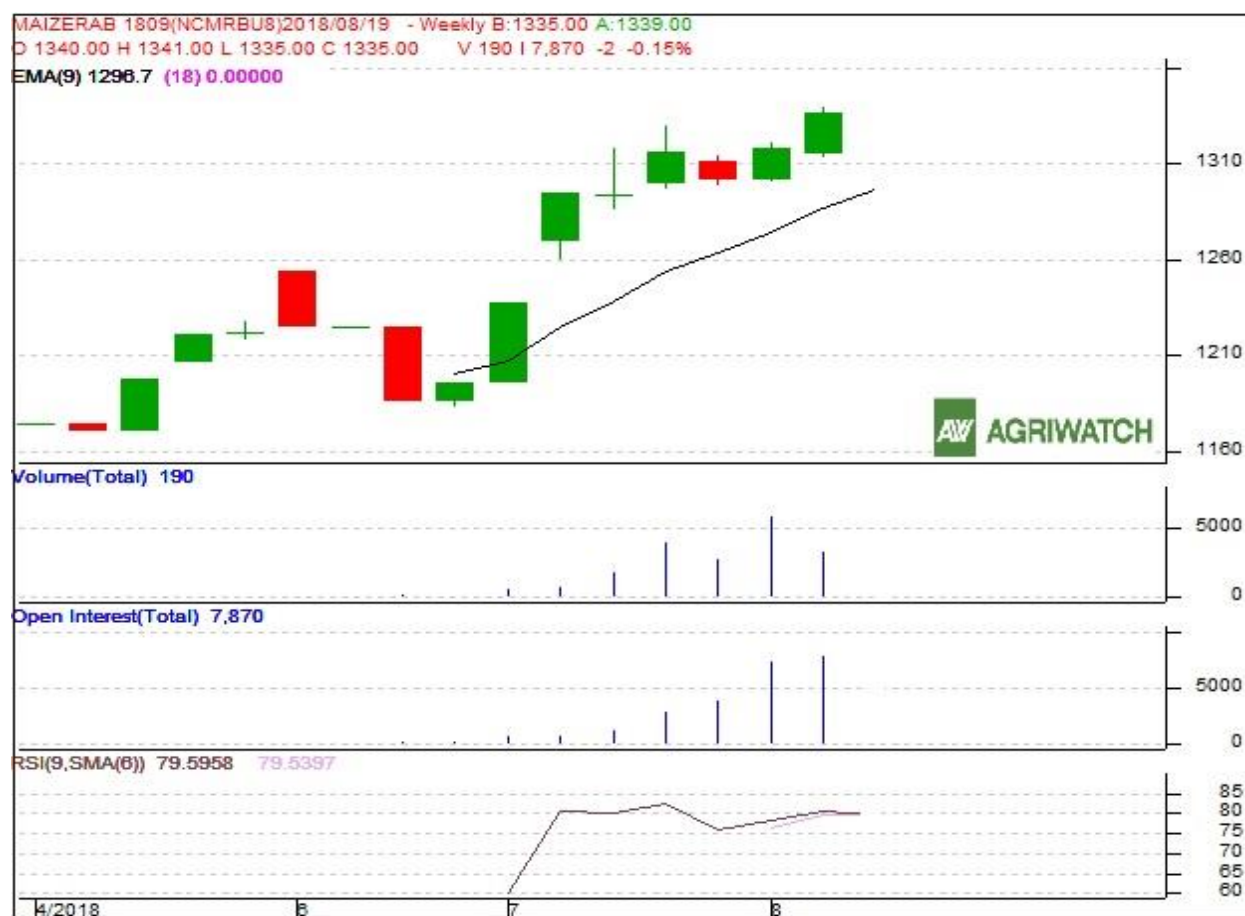 MAIZERAB 1809(NCMRBU8)2018/08/19 - Weekly B:1335.00 A:1339.00
O 1340.00 H 1341.00 L 1335.00 C 1335.00 V 190 I 7,870 -2 -0.15%
EMA(9) 1296.7 (18) 0.00000
1310
1260
1210
AW AGRIWATCH
1160
Volume(Total) 190
5000
0
Open Interest(Total) 7,870
5000
0
RSI(9,SMA(6)) 79.5958 79.5397
85
80
75
70
65
60
4/2018 6 7 8